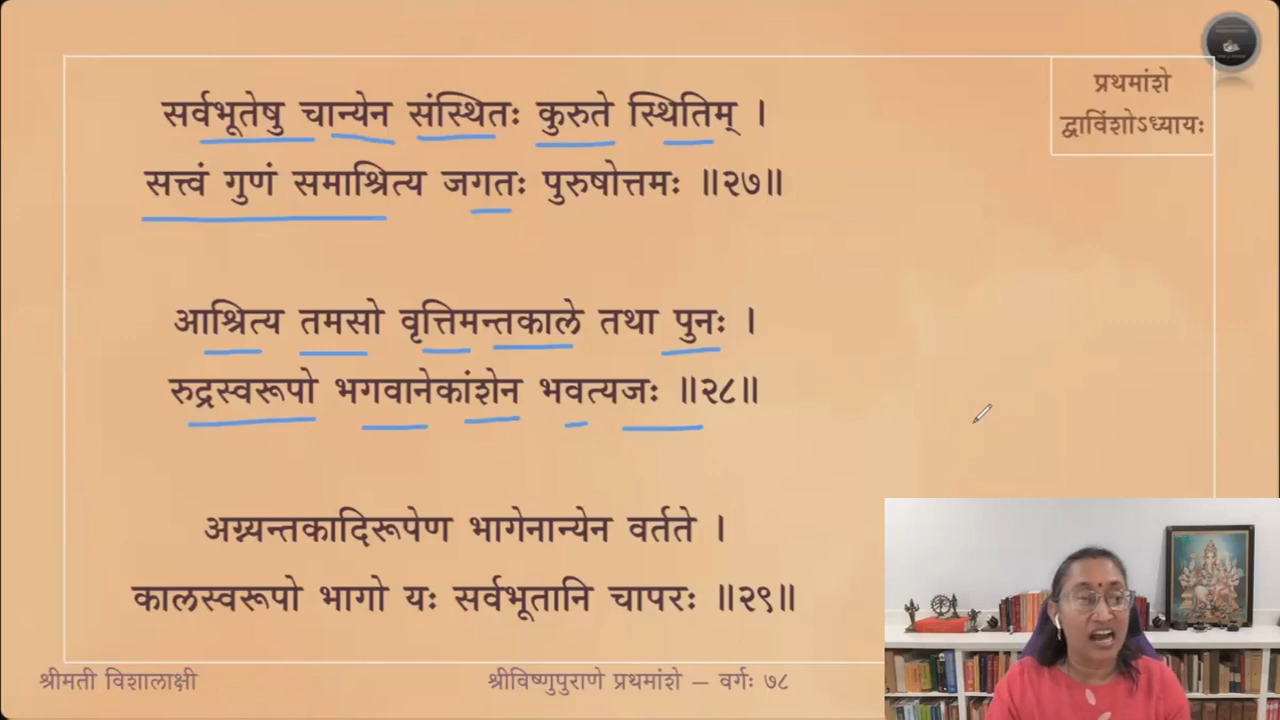 प्रथमांशे
द्वाविंशोऽध्यायः
सर्वभूतेषु चान्येन संस्थितः कुरुते स्थितिम् ।
सत्त्वं गुणं समाश्रित्य जगतः पुरुषोत्तमः ॥२७॥
आश्रित्य तमसो वृत्तिमन्तकाले तथा पुनः ।
रुद्रस्वरूपो भगवानेकांशेन भवत्यजः ॥२८॥
अग्न्यन्तकादिरूपेण भागेनान्येन वर्तते ।
कालस्वरूपो भागो यः सर्वभूतानि चापरः ॥२९॥
श्रीमती विशालाक्षी
श्रीविष्णुपुराणे प्रथमांशे – वर्गः ७८